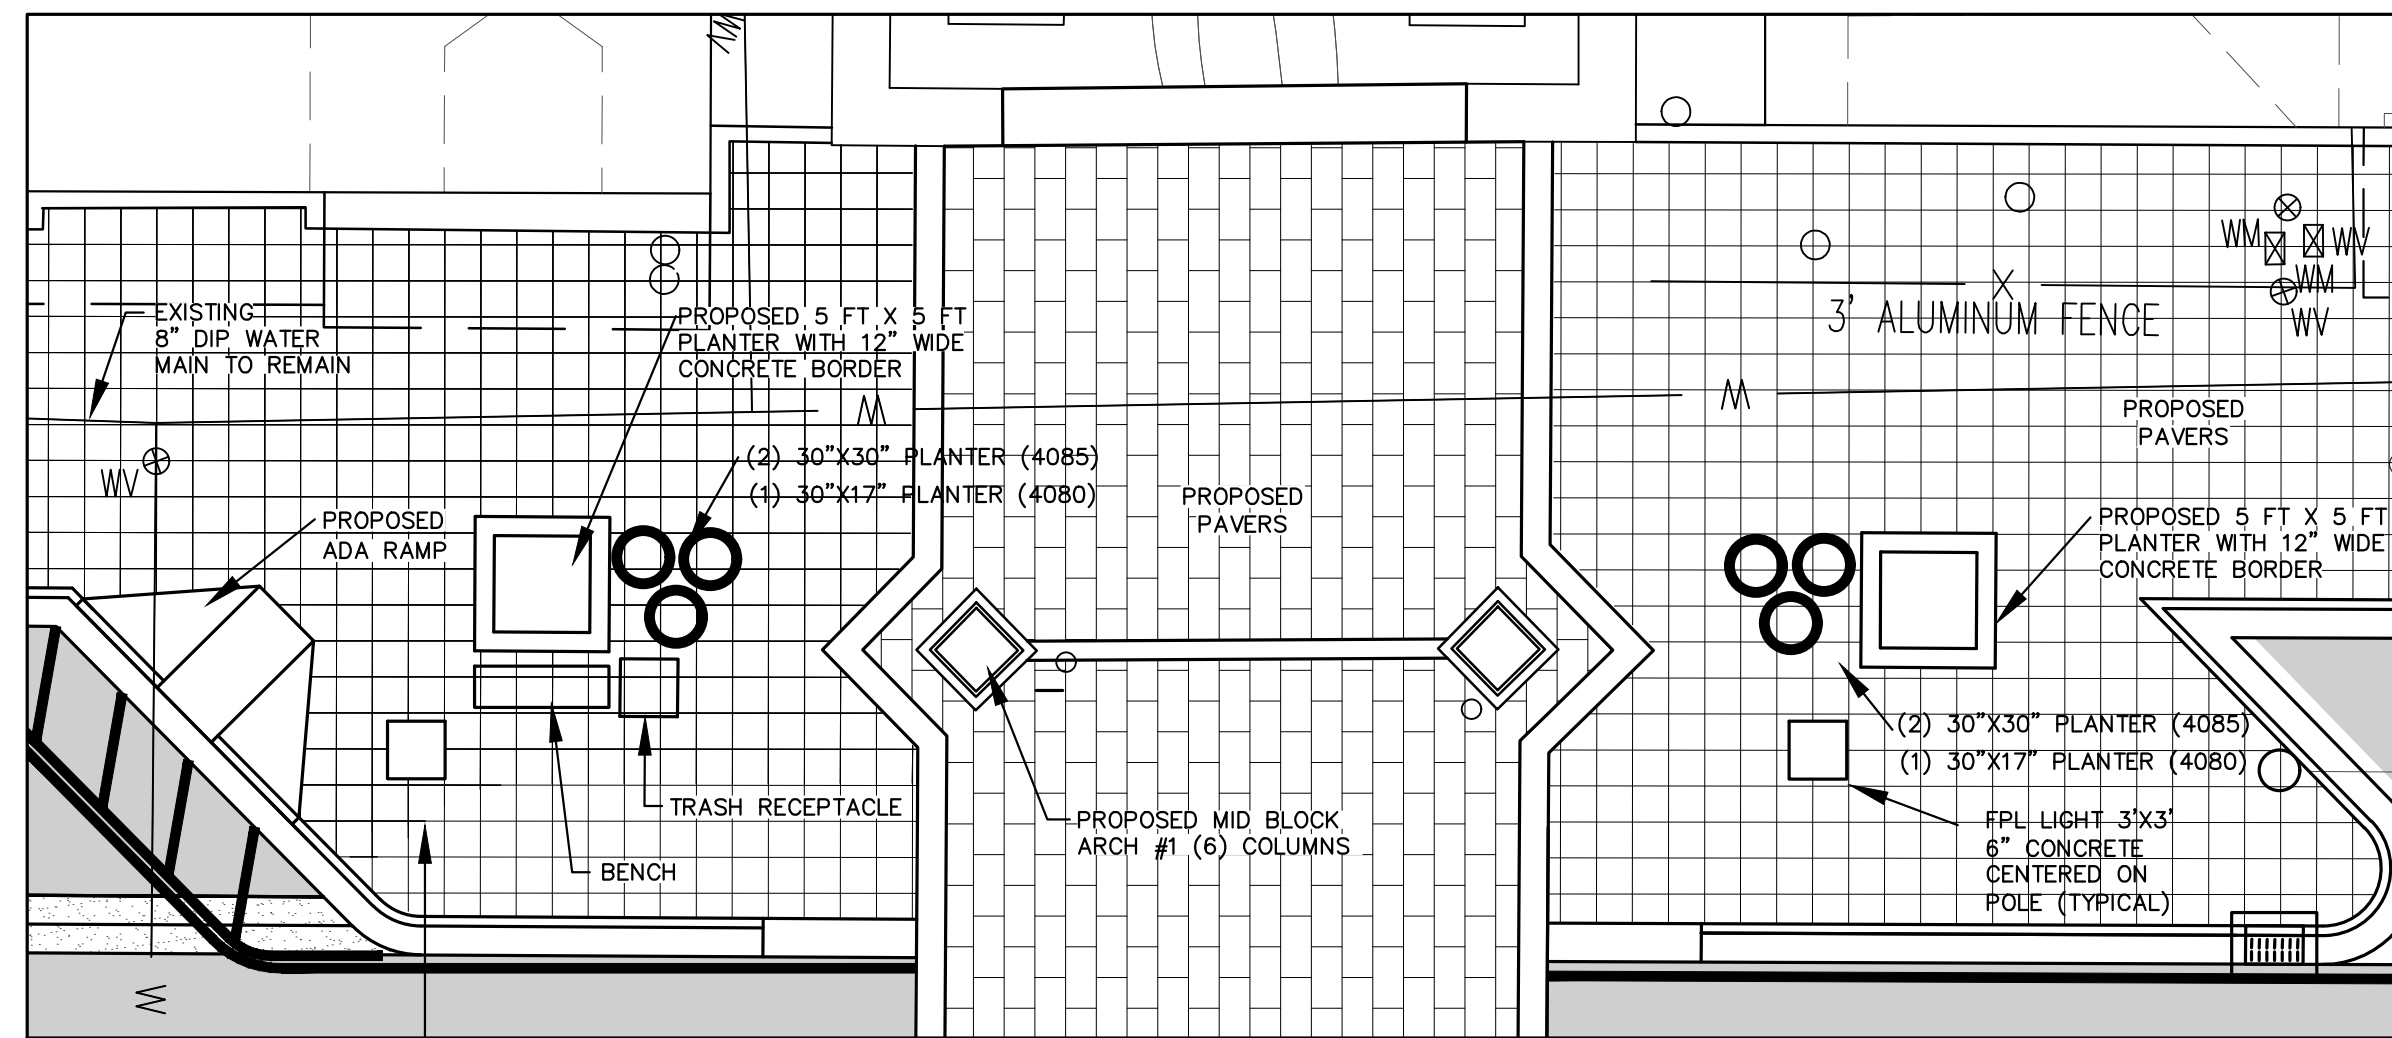 W
WM
WV
WM
WV
3' ALUMINUM FENCE
EXISTING
8" DIP WATER
MAIN TO REMAIN
PROPOSED 5 FT X 5 FT
PLANTER WITH 12" WIDE
CONCRETE BORDER
W
W
PROPOSED
PAVERS
WV
(2) 30"X30" PLANTER (4085)
(1) 30"X17" PLANTER (4080)
PROPOSED
PAVERS
PROPOSED
ADA RAMP
PROPOSED 5 FT X 5 FT
PLANTER WITH 12" WIDE
CONCRETE BORDER
(2) 30"X30" PLANTER (4085)
(1) 30"X17" PLANTER (4080)
TRASH RECEPTACLE
BENCH
PROPOSED MID BLOCK
ARCH #1 (6) COLUMNS
FPL LIGHT 3'X3'
6" CONCRETE
CENTERED ON
POLE (TYPICAL)
W